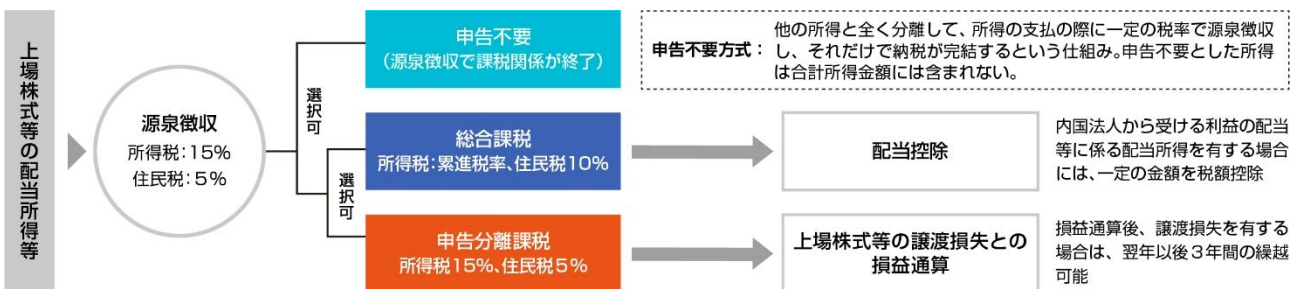 上場株式等の配当所得等
源泉徴収
所得税：15％
住民税：5％
選択可
選択可
申告不要
（源泉徴収で課税関係が終了）
申告不要方式：
他の所得と全く分離して、所得の支払の際に一定の税率で源泉徴収
し、それだけで納税が完結するという仕組み。申告不要とした所得
は合計所得金額には含まれない。
総合課税
所得税：累進税率、住民税10％
配当控除
内国法人から受ける利益の配当
等に係る配当所得を有する場合
には、一定の金額を税額控除
申告分離課税
所得税15％、住民税5％
上場株式等の譲渡損失との
損益通算
損益通算後、譲渡損失を有する
場合は、翌年以後３年間の繰越
可能